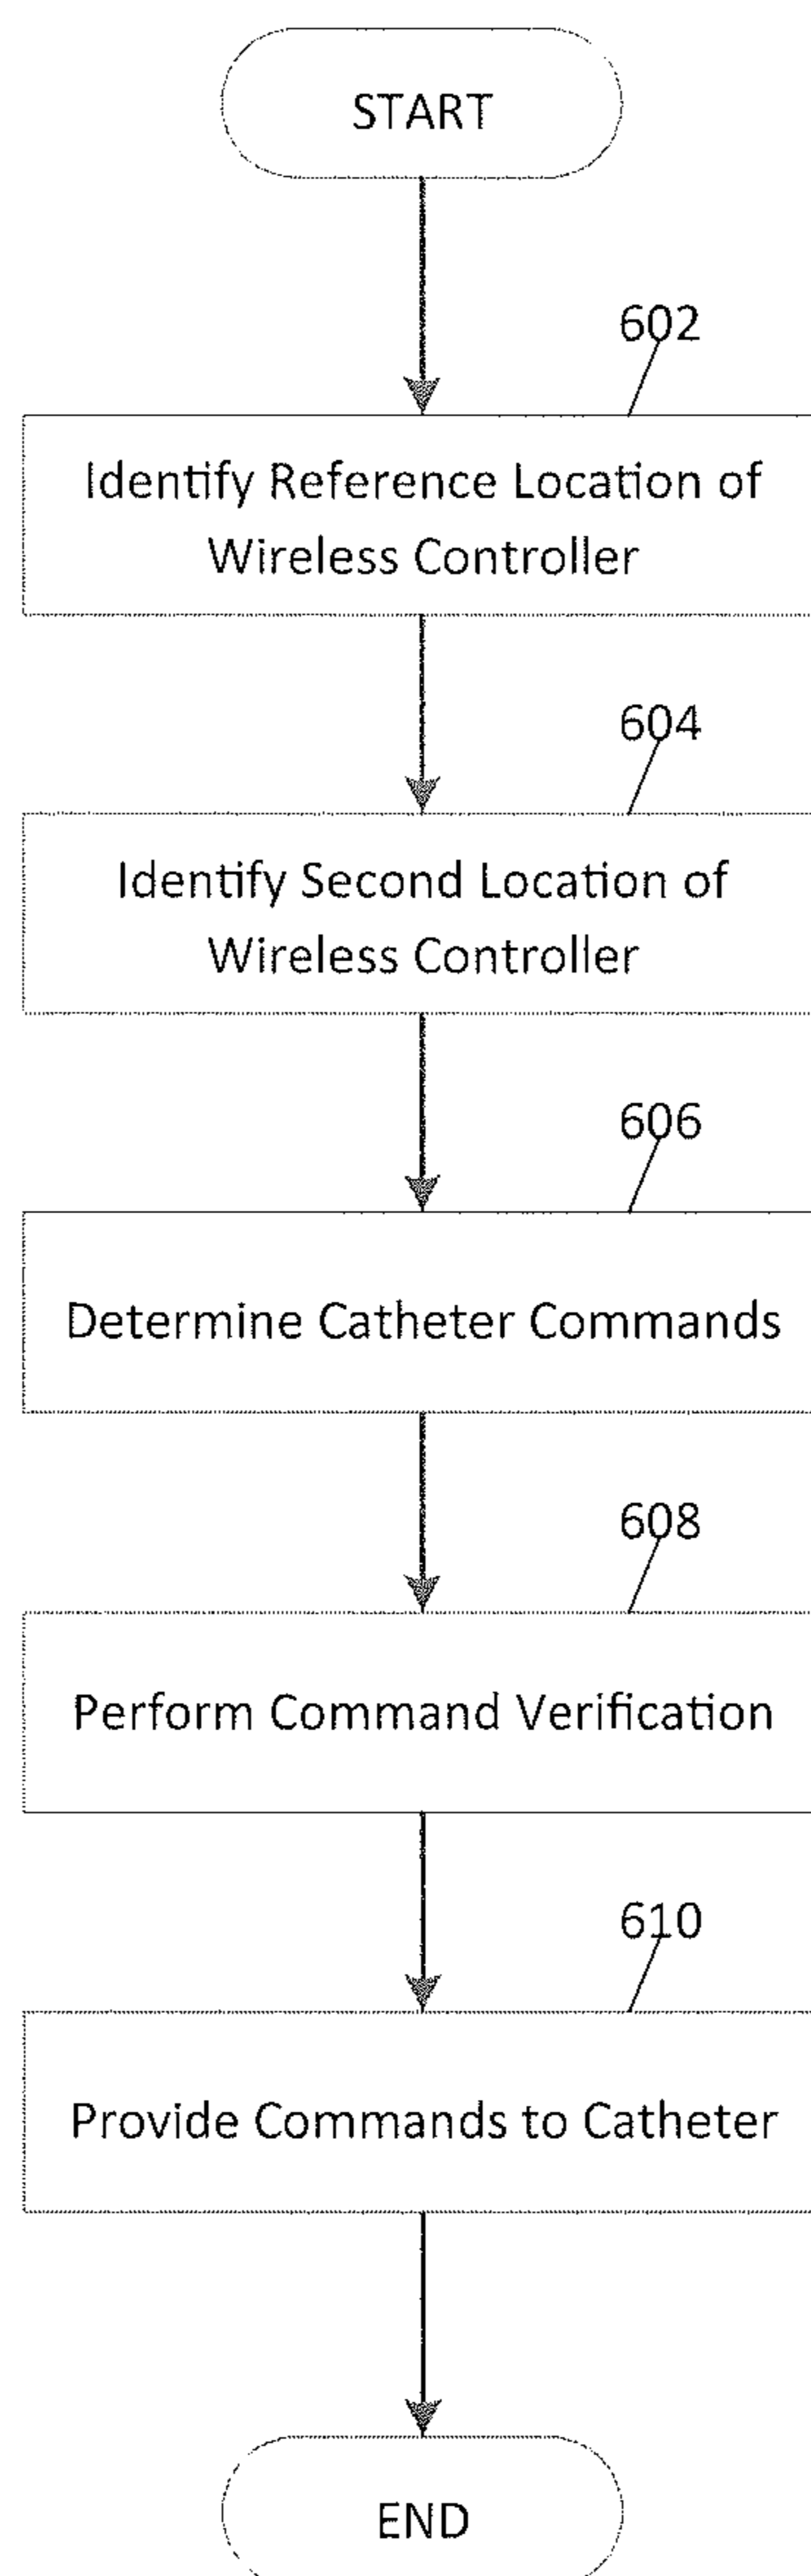 START
602
Identify Reference Location of
Wireless Controller
604
Identify Second Location of
Wireless Controller
606
Determine Catheter Commands
608
Perform Command Verification
610
Provide Commands to Catheter
END